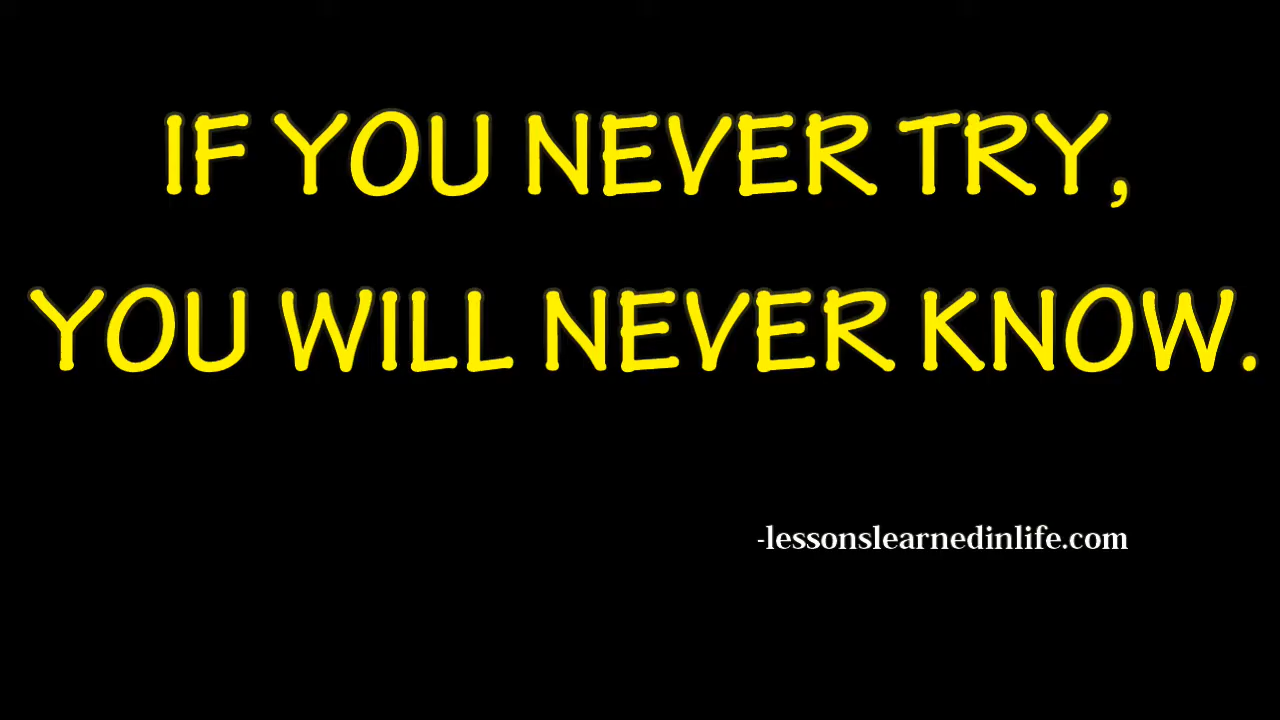 IF YOU NEVER TRY,
YOU WILL NEVER KNOW.
-lessonslearnedinlife.com